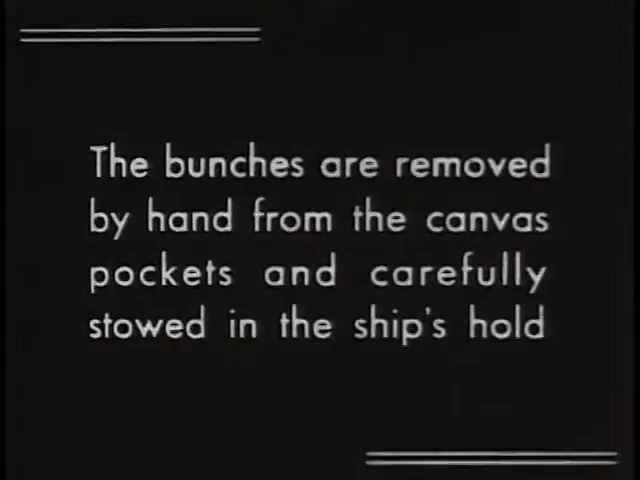 The bunches are removed
by hand from the canvas
pockets and carefully
stowed in the ship's hold